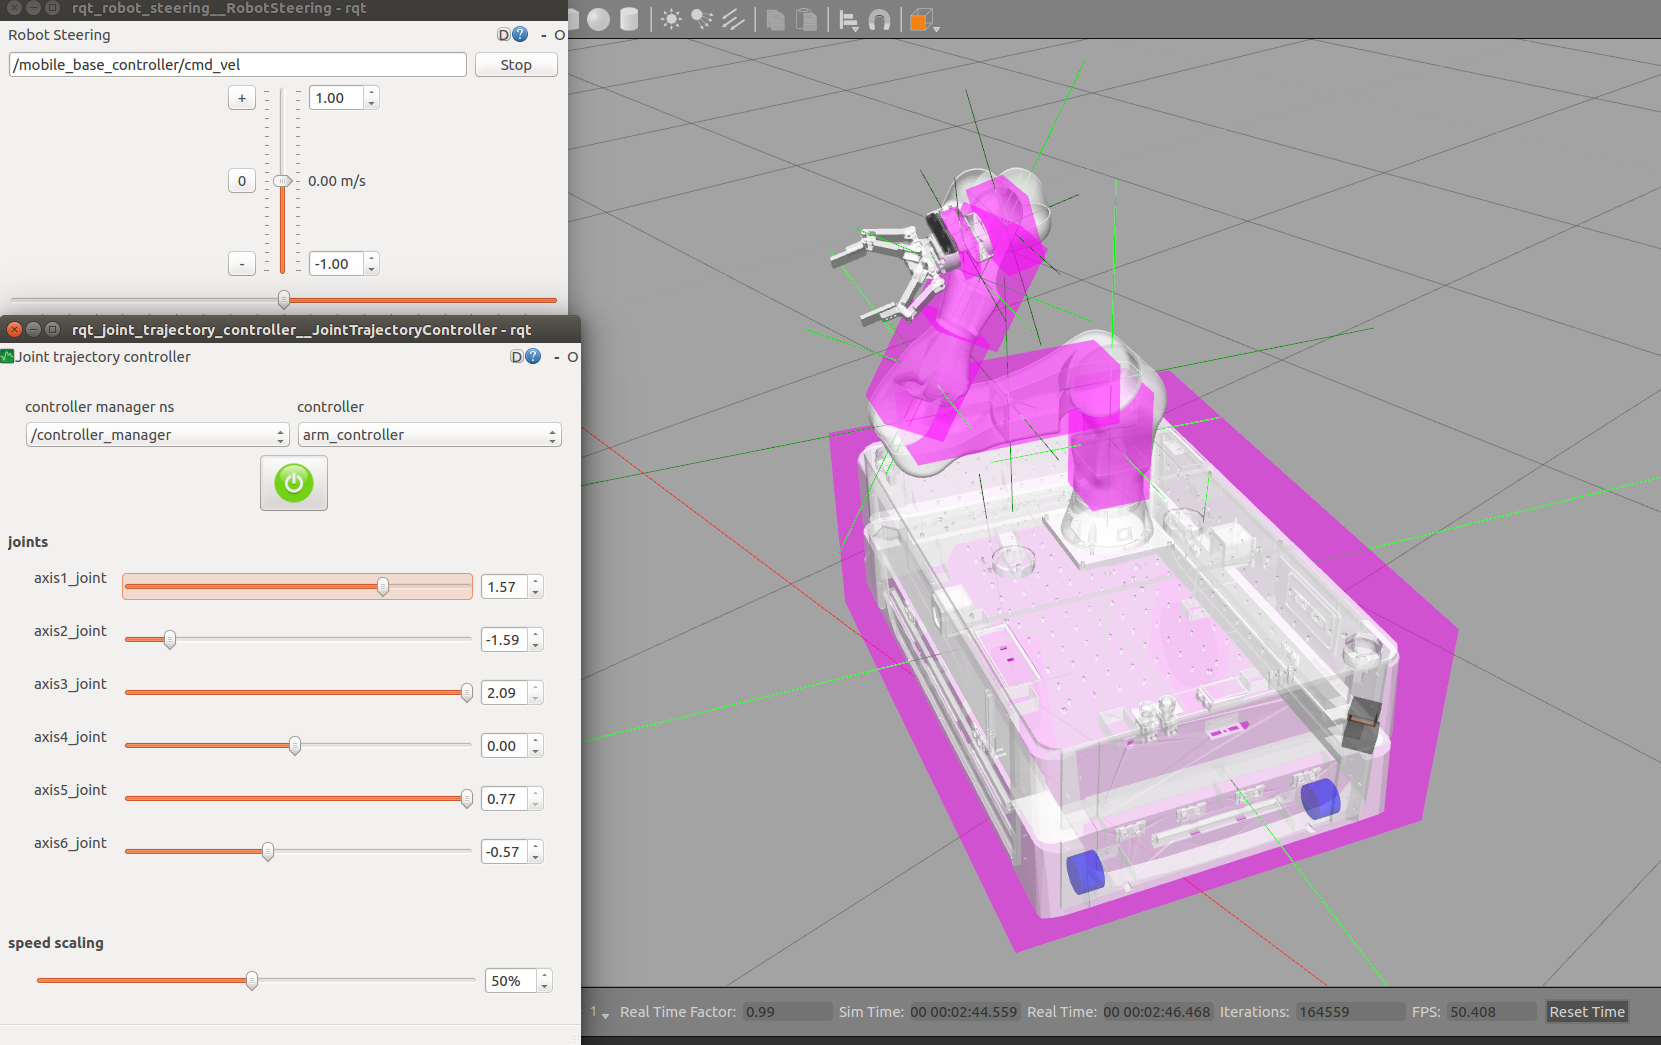 rqt_robot_steering__RobotSteering - rqt
Robot Steering
D ? - O
/mobile_base_controller/cmd_vel
Stop
+
1.00
0
0.00 m/s
-
-1.00
rqt_joint_trajectory_controller__JointTrajectoryController - rqt
Joint trajectory controller
D ? - O
controller manager ns
controller
/controller_manager
arm_controller
joints
axis1_joint
1.57
axis2_joint
-1.59
axis3_joint
2.09
axis4_joint
0.00
axis5_joint
0.77
axis6_joint
-0.57
speed scaling
50%
1 Real Time Factor: 0.99 Sim Time: 00 00:02:44.559 Real Time: 00 00:02:46.468 Iterations: 164559 FPS: 50.408 Reset Time